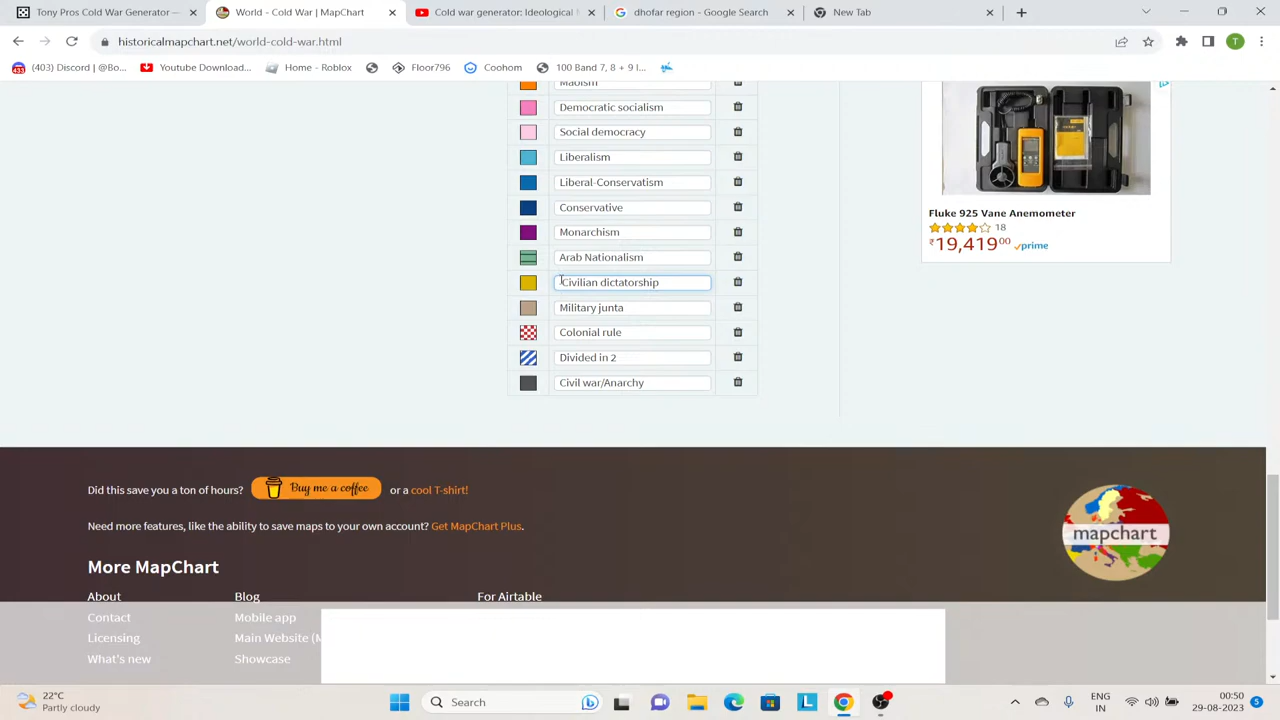 Tony Pros Cold War Generator —
World - Cold War | MapChart
Cold war generator: Ideological
dhofar region - Google Search
New Tab
historicalmapchart.net/world-cold-war.html
T
(403) Discord | @Bo...
Youtube Download...
Home - Roblox
Floor796
Coohom
100 Band 7, 8 + 9 l...
Maoism
Democratic socialism
Social democracy
Liberalism
Liberal-Conservatism
Conservative
Monarchism
Arab Nationalism
Civilian dictatorship
Military junta
Colonial rule
Divided in 2
Civil war/Anarchy
Fluke 925 Vane Anemometer
18
₹19,41900
prime
Did this save you a ton of hours? Buy me a coffee or a cool T-shirt!
Need more features, like the ability to save maps to your own account? Get MapChart Plus.
mapchart
More MapChart
About
Blog
For Airtable
Contact
Mobile app
Licensing
Main Website (M
What's new
Showcase
22°C
Partly cloudy
Search
ENG
IN
00:50
29-08-2023
5